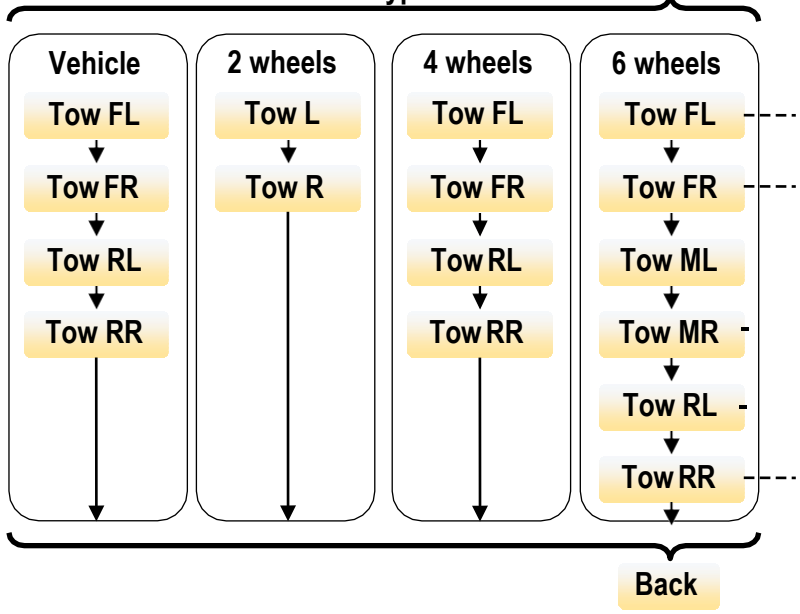 Vehicle
Tow FL
Tow FR
Tow RL
Tow RR
2 wheels
Tow L
Tow R
4 wheels
Tow FL
Tow FR
Tow RL
Tow RR
6 wheels
Tow FL
Tow FR
Tow ML
Tow MR
Tow RL
Tow RR
Back